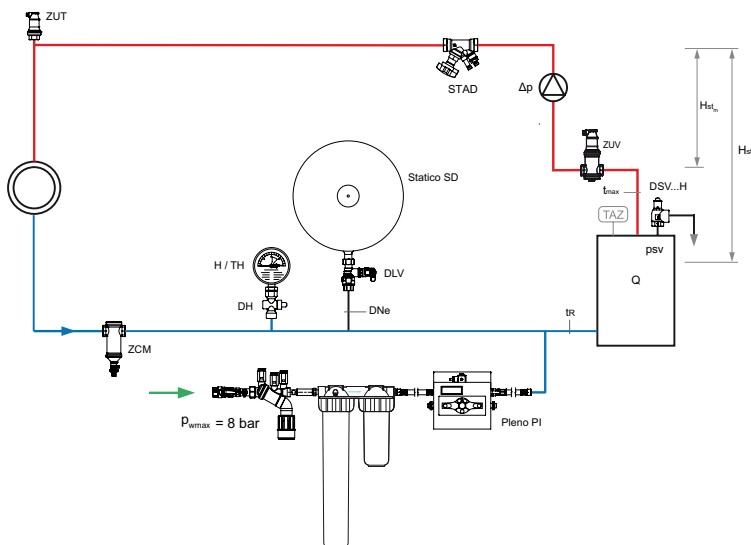 ZUT
STAD
Δp
Hstm
Hst
ZUV
Statico SD
tmax
DSV...H
TAZ
psv
H / TH
DLV
Q
DH
DNe
tR
ZCM
pwmax = 8 bar
Pleno PI